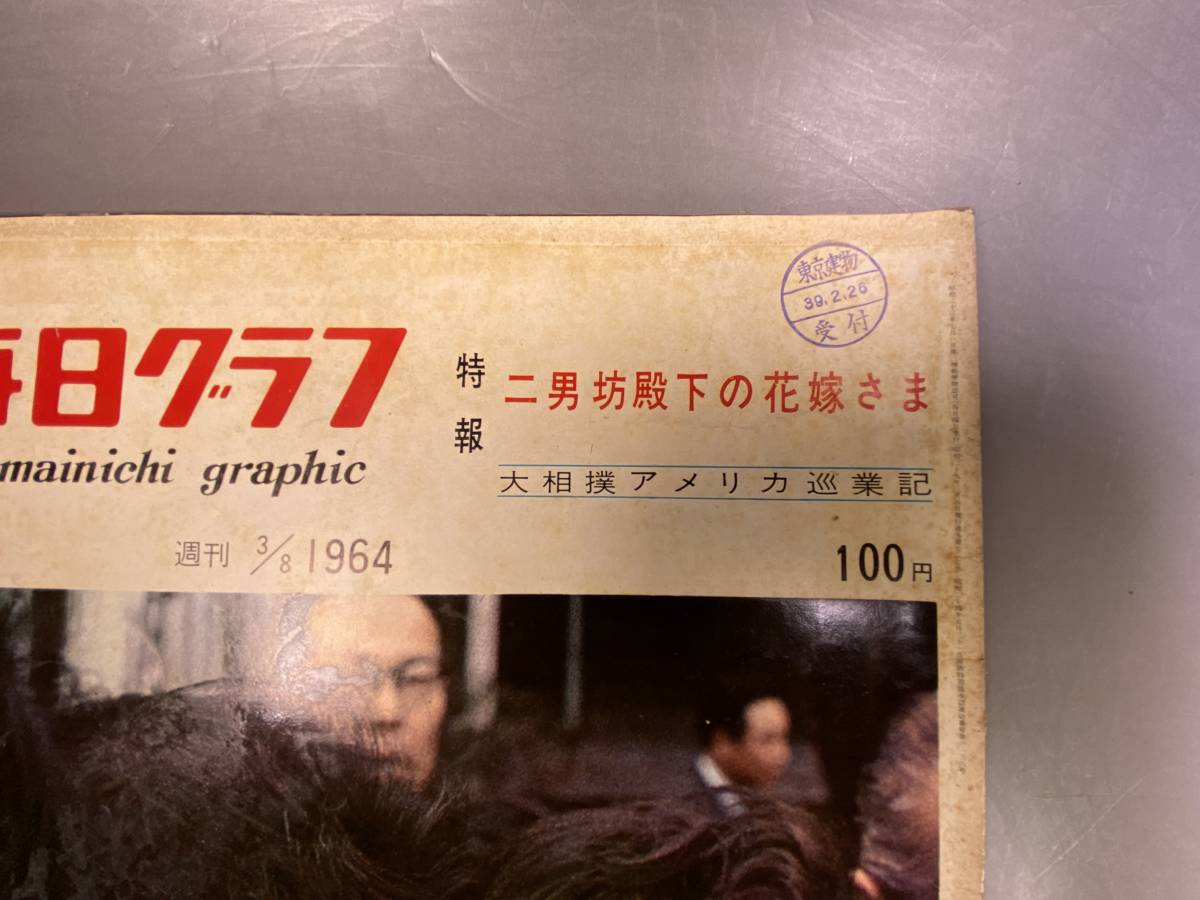 毎日グラフ
mainichi graphic
週刊 3/8 1964
特報
二男坊殿下の花嫁さま
大相撲アメリカ巡業記
100円
東京建物
39.2.26
受付